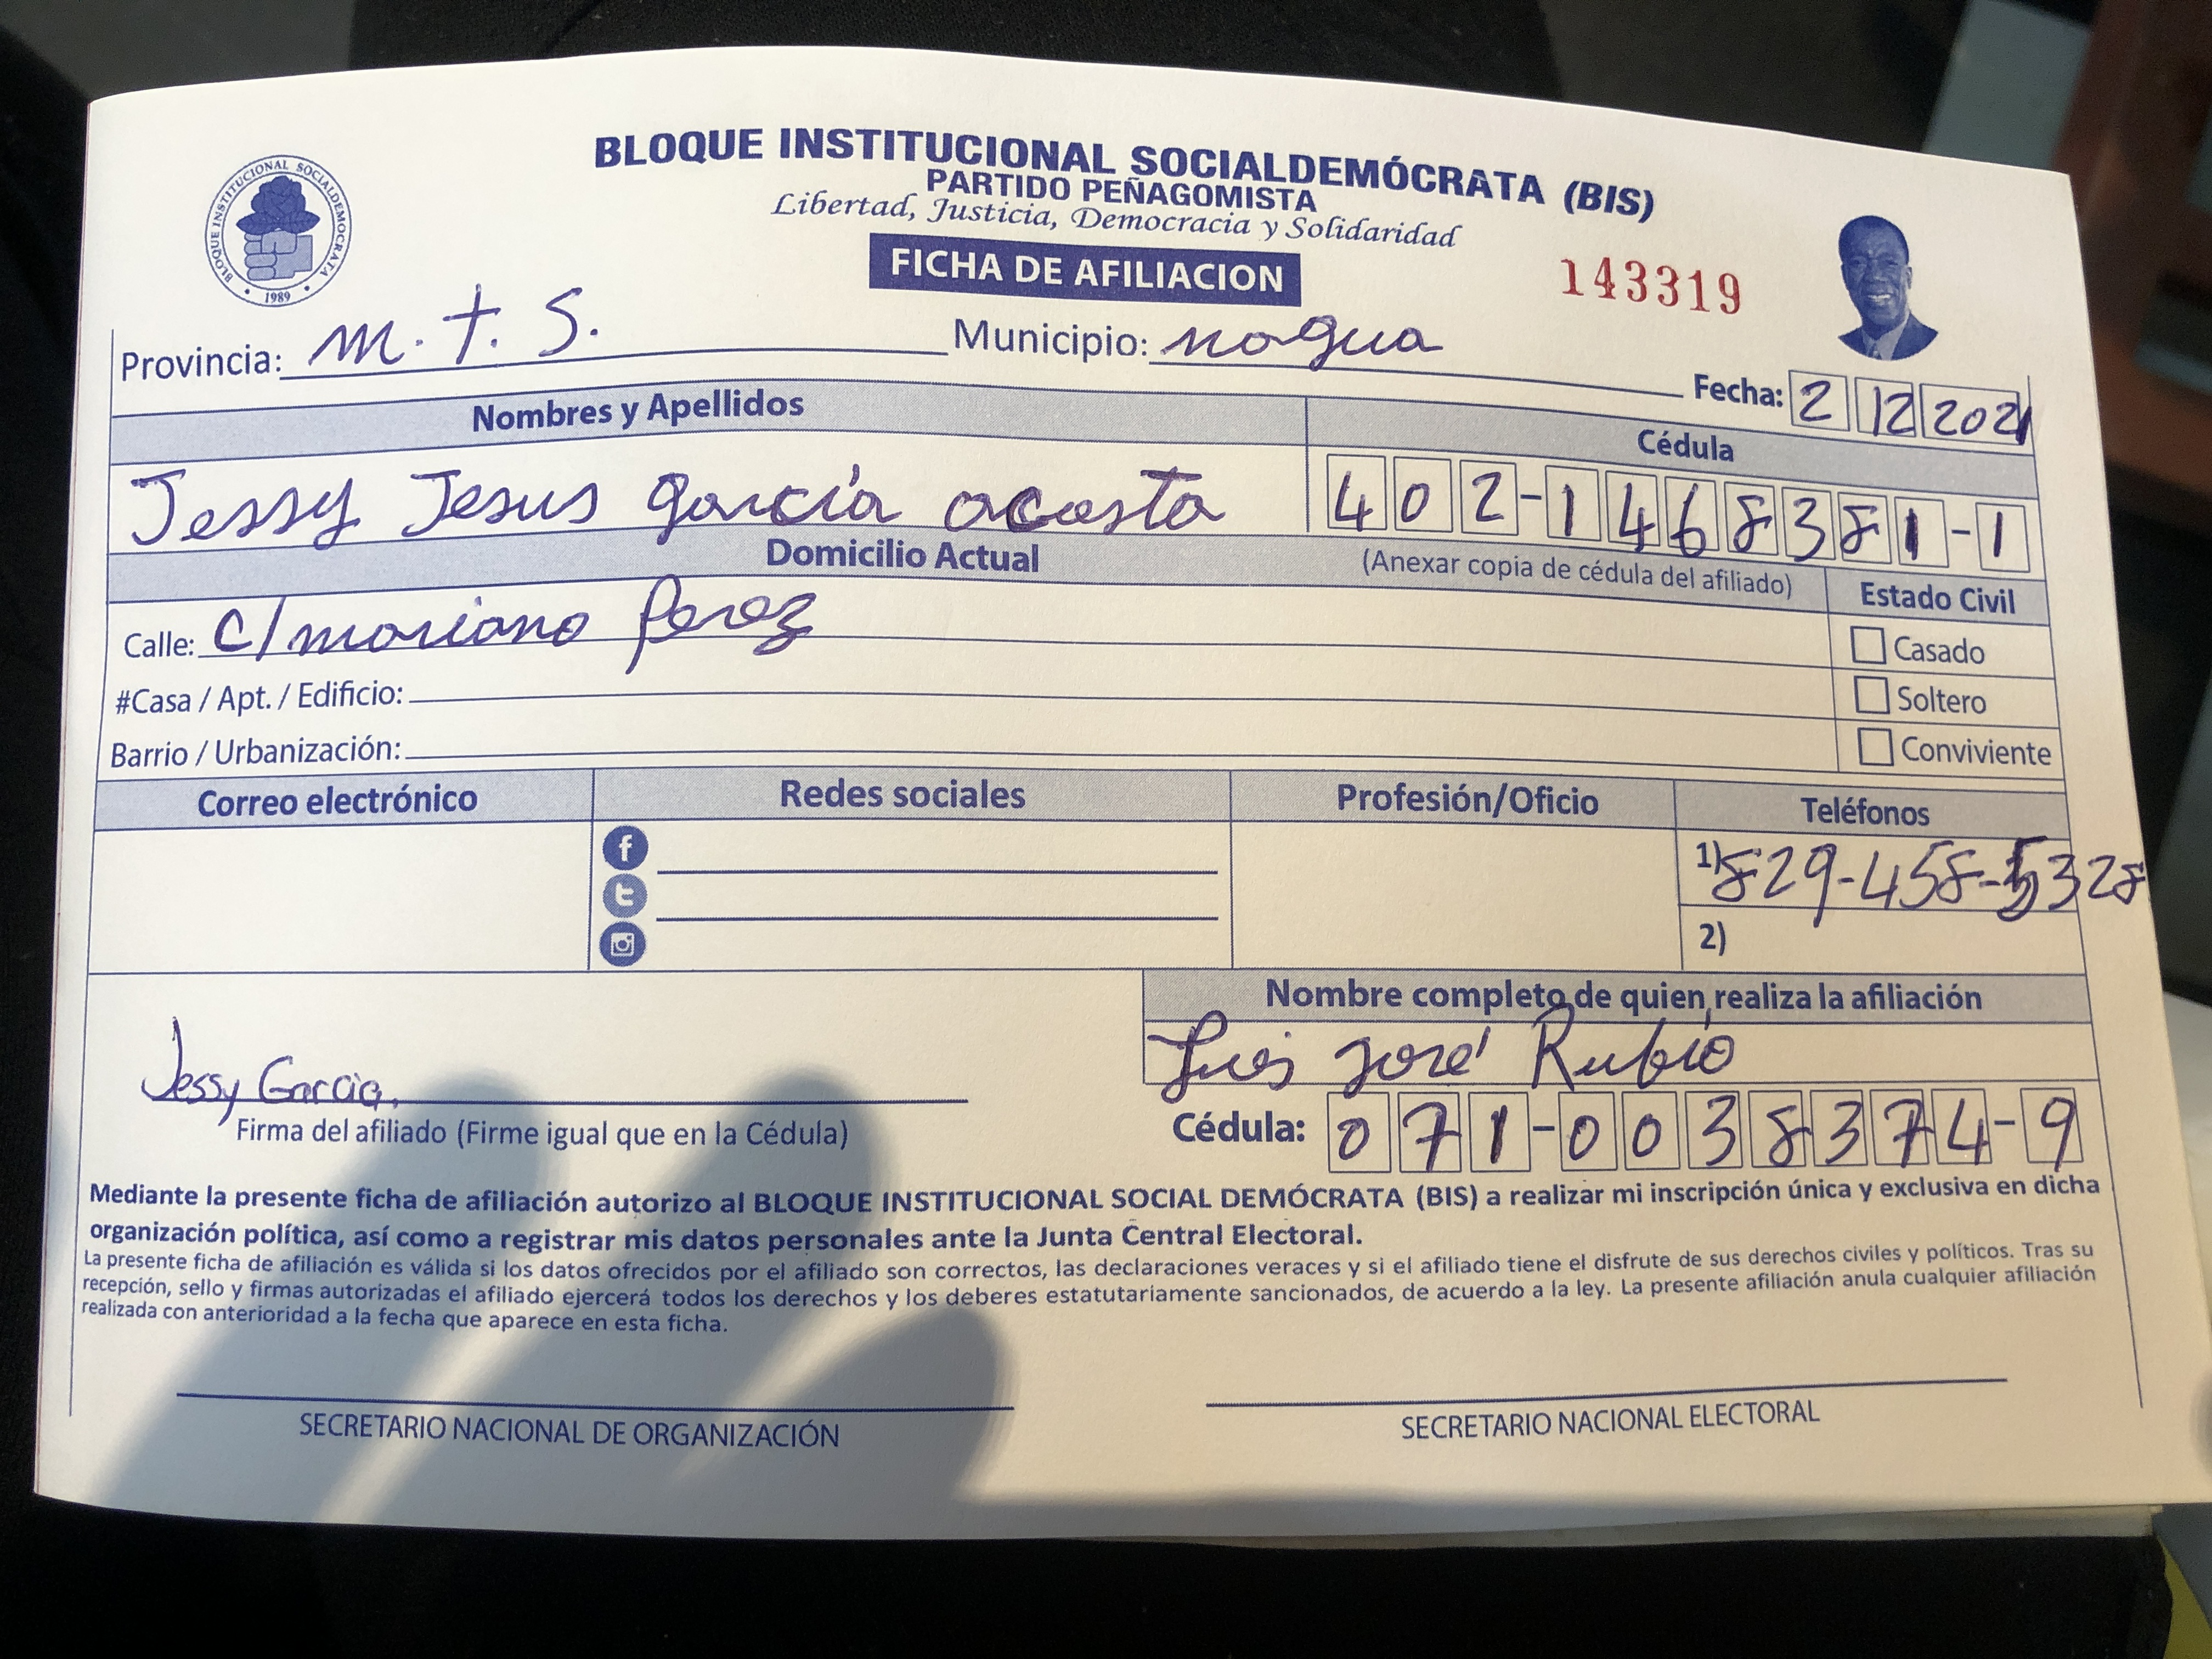 BLOQUE INSTITUCIONAL SOCIALDEMÓCRATA (BIS)
PARTIDO PEÑAGOMISTA
Libertad, Justicia, Democracia y Solidaridad
FICHA DE AFILIACION
143319
BLOQUE INSTITUCIONAL SOCIALDEMOCRATA
1989
Provincia: M. T. S. Municipio: nagua
Fecha: 2 12 2021
Nombres y Apellidos
Cédula
Jessy Jesus garcía acosta
402-1468381-1
Domicilio Actual
(Anexar copia de cédula del afiliado)
Estado Civil
Calle: C/mariano Perez
Casado
#Casa / Apt. / Edificio:
Soltero
Barrio / Urbanización:
Conviviente
Correo electrónico Redes sociales Profesión/Oficio Teléfonos
1) 829-458-5328
2)
Nombre completo de quien realiza la afiliación
Luis José Rubio
Jessy Garcia.
Firma del afiliado (Firme igual que en la Cédula)
Cédula: 071-0038374-9
Mediante la presente ficha de afiliación autorizo al BLOQUE INSTITUCIONAL SOCIAL DEMÓCRATA (BIS) a realizar mi inscripción única y exclusiva en dicha
organización política, así como a registrar mis datos personales ante la Junta Central Electoral.
La presente ficha de afiliación es válida si los datos ofrecidos por el afiliado son correctos, las declaraciones veraces y si el afiliado tiene el disfrute de sus derechos civiles y políticos. Tras su
recepción, sello y firmas autorizadas el afiliado ejercerá todos los derechos y los deberes estatutariamente sancionados, de acuerdo a la ley. La presente afiliación anula cualquier afiliación
realizada con anterioridad a la fecha que aparece en esta ficha.
SECRETARIO NACIONAL DE ORGANIZACIÓN
SECRETARIO NACIONAL ELECTORAL